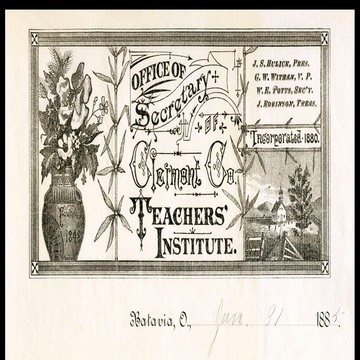 OFFICE OF
Secretary
OF
Clermont Co.
TEACHERS'
INSTITUTE.
J. S. HULICK, PRES.
G. W. WITHAM, V. P.
W. E. POTTS, SEC'Y.
J. ROBINSON, TREAS.
Incorporated 1880.
Batavia, O., Jan. 31 1885.